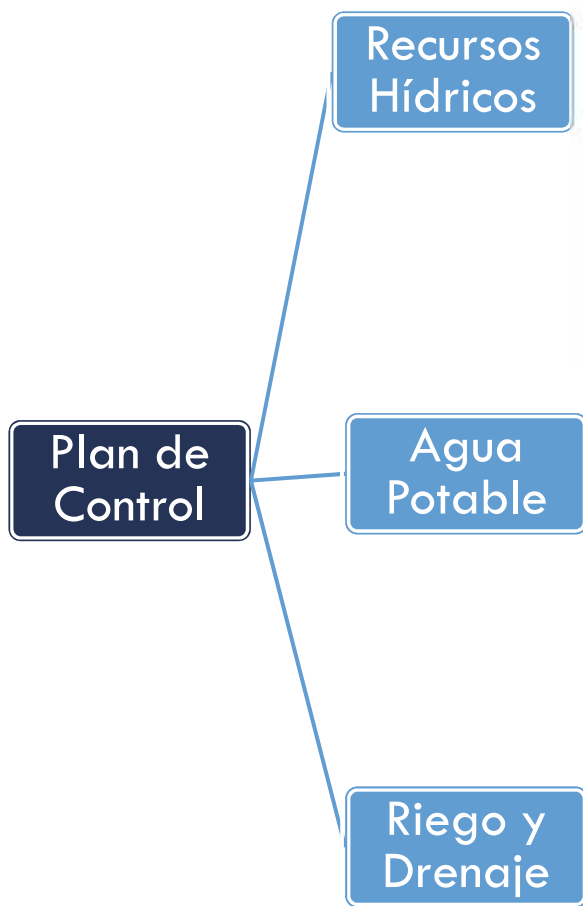 Recursos
Hídricos
Plan de
Control
Agua
Potable
Riego y
Drenaje